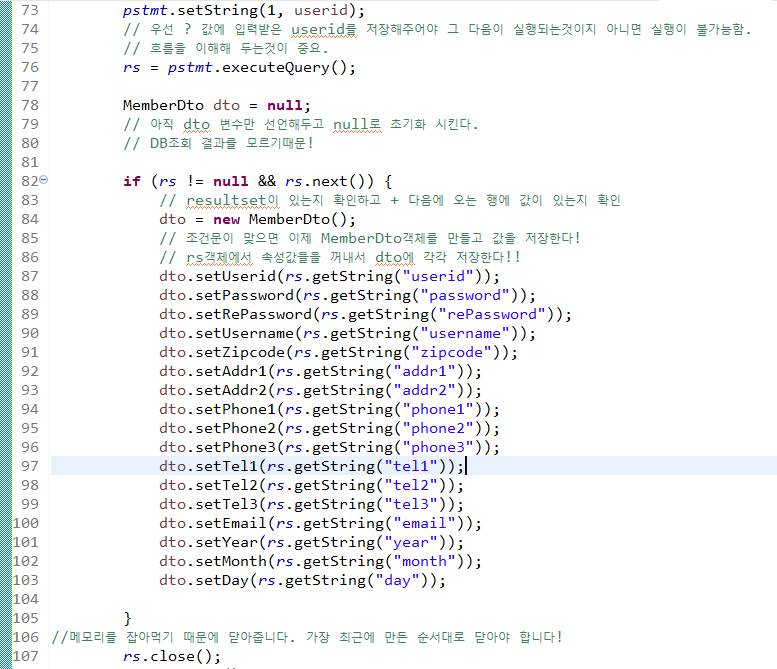 73 pstmt.setString(1, userid);
74 // 우선 ? 값에 입력받은 userid를 저장해주어야 그 다음이 실행되는것이지 아니면 실행이 불가능함.
75 // 흐름을 이해해 두는것이 중요.
76 rs = pstmt.executeQuery();
77
78 MemberDto dto = null;
79 // 아직 dto 변수만 선언해두고 null로 초기화 시킨다.
80 // DB조회 결과를 모르기때문!
81
82 if (rs != null && rs.next()) {
83 // resultset이 있는지 확인하고 + 다음에 오는 행에 값이 있는지 확인
84 dto = new MemberDto();
85 // 조건문이 맞으면 이제 MemberDto객체를 만들고 값을 저장한다!
86 // rs객체에서 속성값들을 꺼내서 dto에 각각 저장한다!!
87 dto.setUserid(rs.getString("userid"));
88 dto.setPassword(rs.getString("password"));
89 dto.setRePassword(rs.getString("rePassword"));
90 dto.setUsername(rs.getString("username"));
91 dto.setZipcode(rs.getString("zipcode"));
92 dto.setAddr1(rs.getString("addr1"));
93 dto.setAddr2(rs.getString("addr2"));
94 dto.setPhone1(rs.getString("phone1"));
95 dto.setPhone2(rs.getString("phone2"));
96 dto.setPhone3(rs.getString("phone3"));
97 dto.setTel1(rs.getString("tel1"));
98 dto.setTel2(rs.getString("tel2"));
99 dto.setTel3(rs.getString("tel3"));
100 dto.setEmail(rs.getString("email"));
101 dto.setYear(rs.getString("year"));
102 dto.setMonth(rs.getString("month"));
103 dto.setDay(rs.getString("day"));
104
105 }
106 //메모리를 잡아먹기 때문에 닫아줍니다. 가장 최근에 만든 순서대로 닫아야 합니다!
107 rs.close();